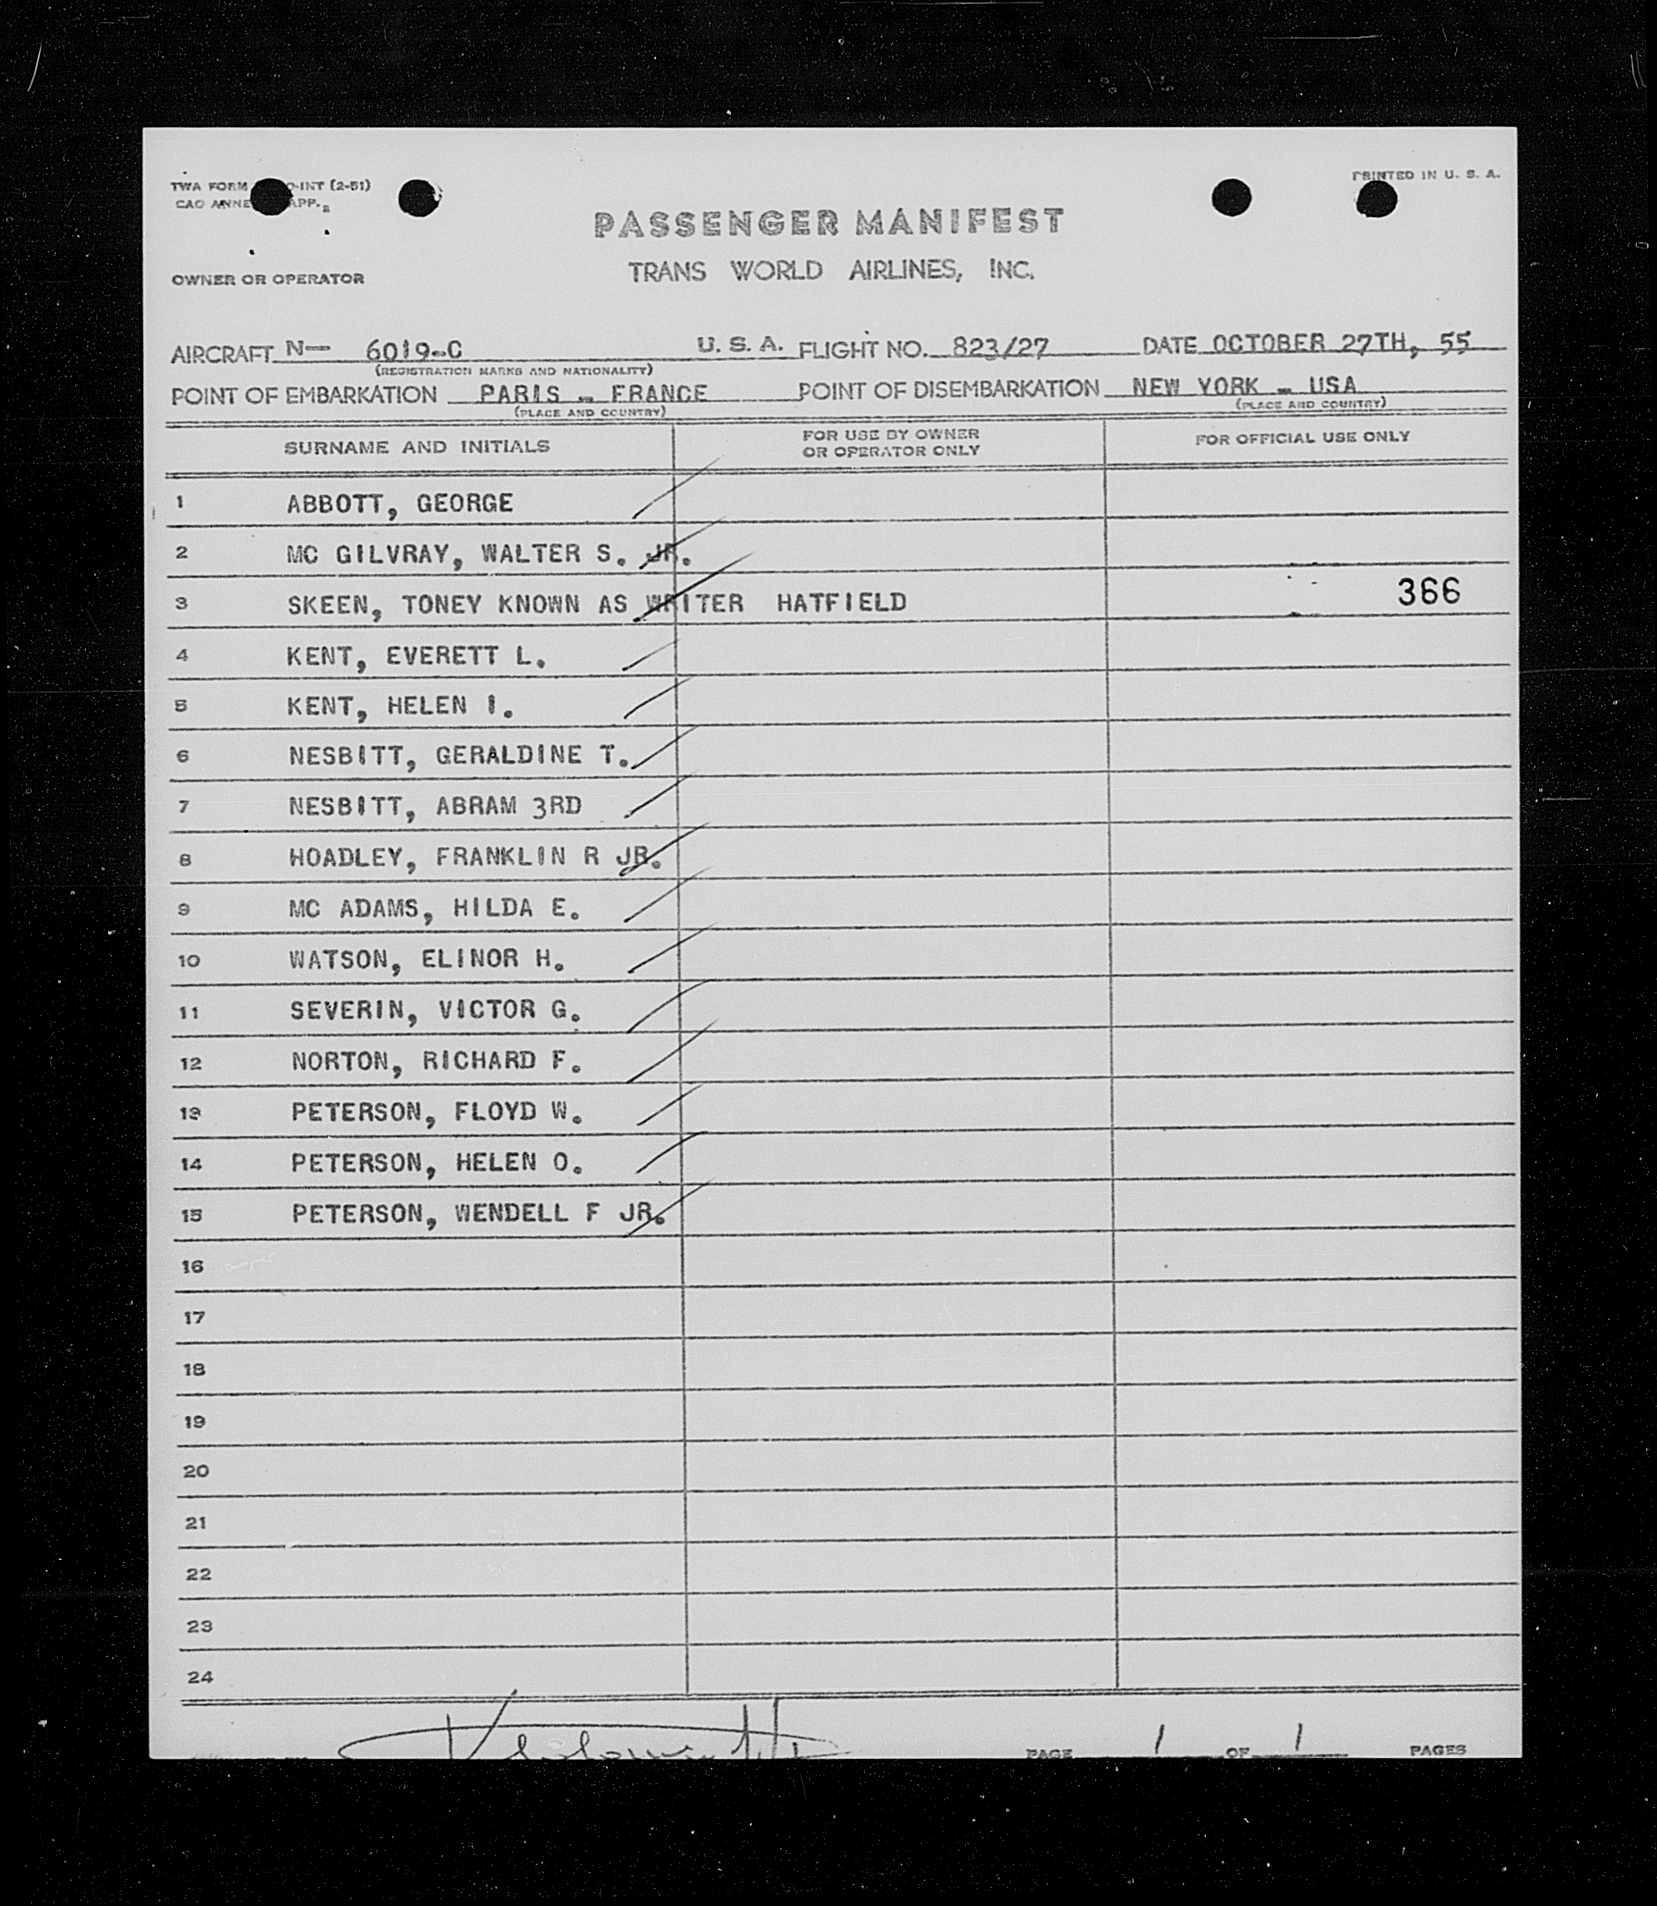 TWA FORM O-INT (2-51)
PRINTED IN U. S. A.
CAO ANNE APP.
PASSENGER MANIFEST
OWNER OR OPERATOR
TRANS WORLD AIRLINES, INC.
AIRCRAFT N- 6019-C U. S. A. FLIGHT NO. 823/27 DATE OCTOBER 27TH, 55
(REGISTRATION MARKS AND NATIONALITY)
POINT OF EMBARKATION PARIS - FRANCE POINT OF DISEMBARKATION NEW YORK - USA
(PLACE AND COUNTRY) (PLACE AND COUNTRY)
SURNAME AND INITIALS FOR USE BY OWNER OR OPERATOR ONLY FOR OFFICIAL USE ONLY
1 ABBOTT, GEORGE
2 MC GILVRAY, WALTER S. JR.
3 SKEEN, TONEY KNOWN AS WRITER HATFIELD 366
4 KENT, EVERETT L.
5 KENT, HELEN I.
6 NESBITT, GERALDINE T.
7 NESBITT, ABRAM 3RD
8 HOADLEY, FRANKLIN R JR.
9 MC ADAMS, HILDA E.
10 WATSON, ELINOR H.
11 SEVERIN, VICTOR G.
12 NORTON, RICHARD F.
13 PETERSON, FLOYD W.
14 PETERSON, HELEN O.
15 PETERSON, WENDELL F JR.
16
17
18
19
20
21
22
23
24
PAGE 1 OF 1 PAGES